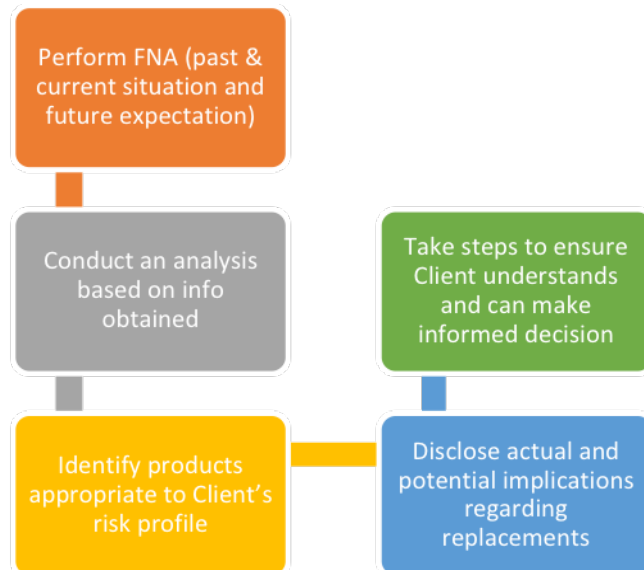 Perform FNA (past &
current situation and
future expectation)
Conduct an analysis
based on info
obtained
Identify products
appropriate to Client's
risk profile
Disclose actual and
potential implications
regarding
replacements
Take steps to ensure
Client understands
and can make
informed decision